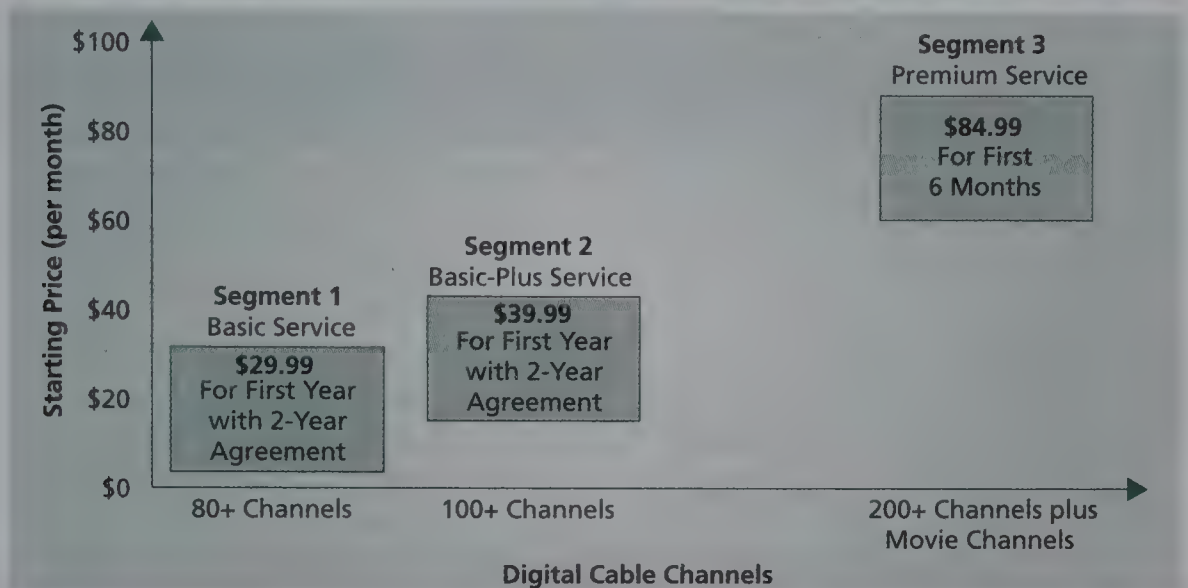 $100
$80
$60
$40
$20
$0
Starting Price (per month)
Segment 1
Basic Service
$29.99
For First Year
with 2-Year
Agreement
Segment 2
Basic-Plus Service
$39.99
For First Year
with 2-Year
Agreement
Segment 3
Premium Service
$84.99
For First
6 Months
80+ Channels
100+ Channels
200+ Channels plus
Movie Channels
Digital Cable Channels